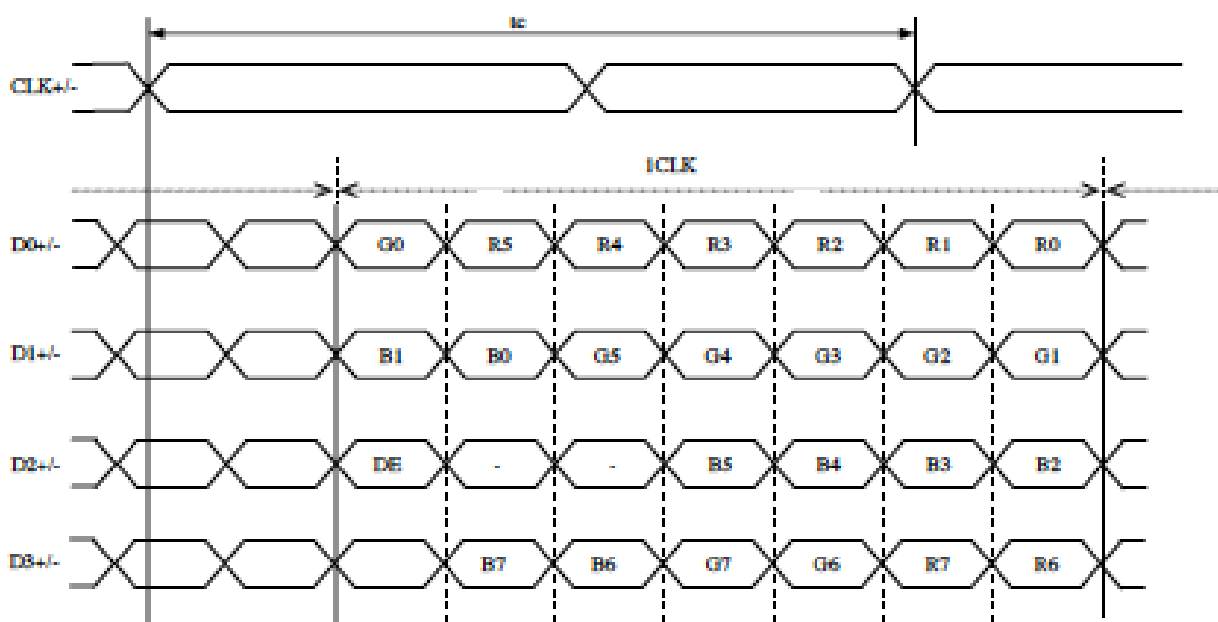 tc
CLK+/-
1CLK
D0+/- G0 R5 R4 R3 R2 R1 R0
D1+/- B1 B0 G5 G4 G3 G2 G1
D2+/- DE - - B5 B4 B3 B2
D3+/- B7 B6 G7 G6 R7 R6